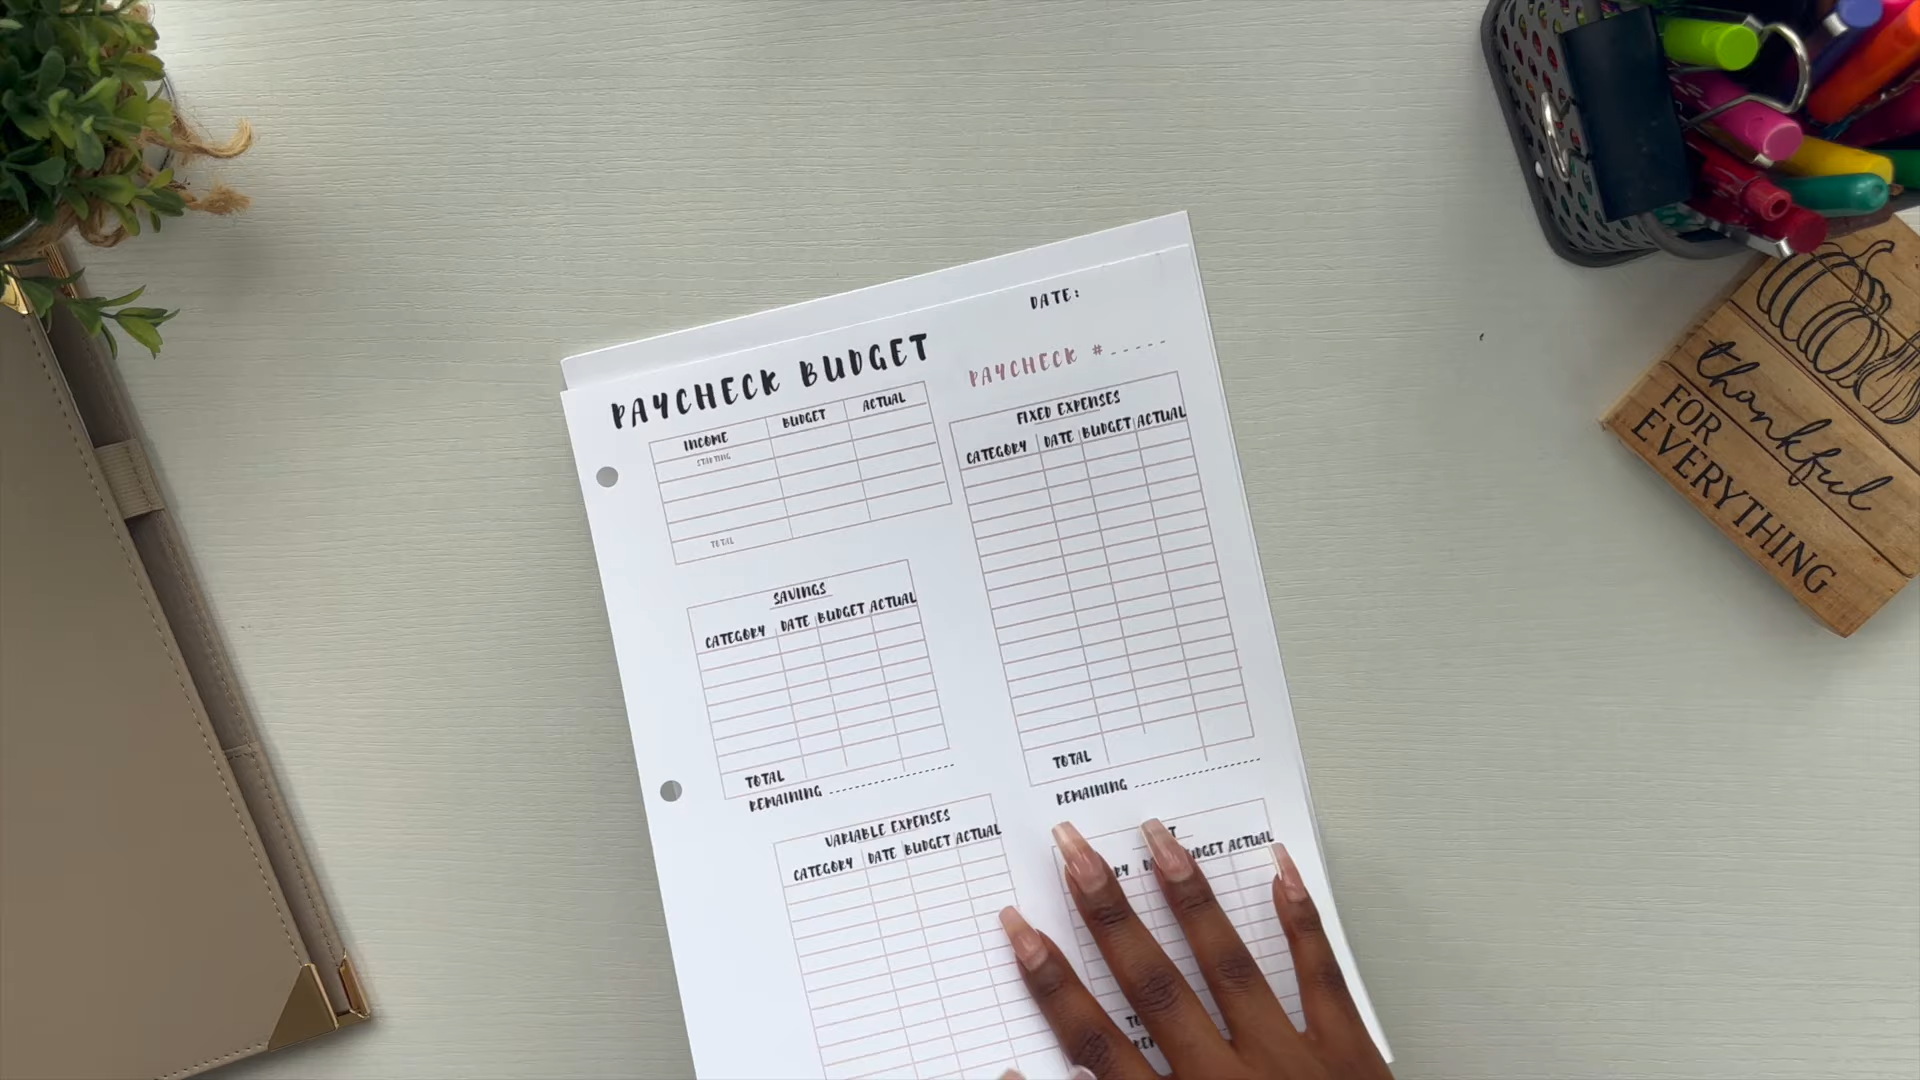 DATE:
PAYCHECK BUDGET
PAYCHECK #-----
INCOME BUDGET ACTUAL
STARTING
TOTAL
FIXED EXPENSES
CATEGORY DATE BUDGET ACTUAL
TOTAL
REMAINING
SAVINGS
CATEGORY DATE BUDGET ACTUAL
TOTAL
REMAINING
VARIABLE EXPENSES
CATEGORY DATE BUDGET ACTUAL
ACTUAL
thankful
FOR
EVERYTHING